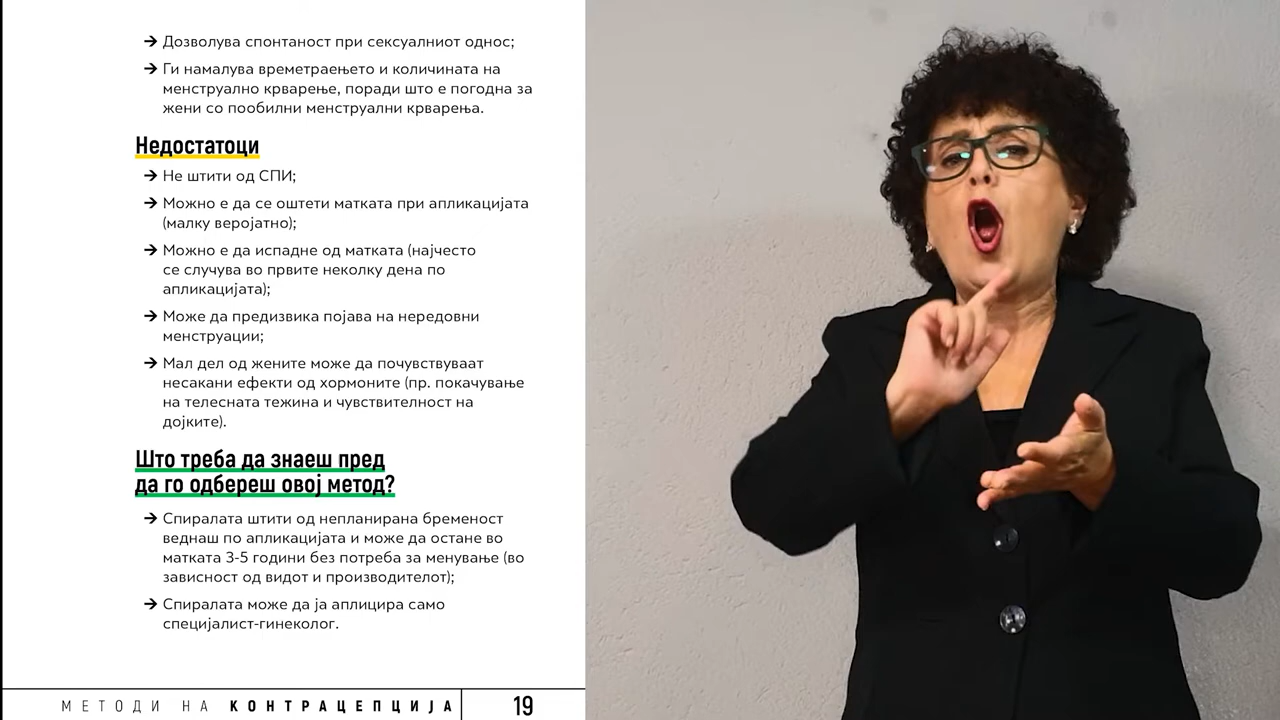 → Дозволува спонтаност при сексуалниот однос;
→ Ги намалува времетраењето и количината на
менструално крварење, поради што е погодна за
жени со пообилни менструални крварења.
Недостатоци
→ Не штити од СПИ;
→ Можно е да се оштети матката при апликацијата
(малку веројатно);
→ Можно е да испадне од матката (најчесто
се случува во првите неколку дена по
апликацијата);
→ Може да предизвика појава на нередовни
менструации;
→ Мал дел од жените може да почувствуваат
несакани ефекти од хормоните (пр. покачување
на телесната тежина и чувствителност на
дојките).
Што треба да знаеш пред
да го одбереш овој метод?
→ Спиралата штити од непланирана бременост
веднаш по апликацијата и може да остане во
матката 3-5 години без потреба за менување (во
зависност од видот и производителот);
→ Спиралата може да ја аплицира само
специјалист-гинеколог.
МЕТОДИ НА КОНТРАЦЕПЦИЈА 19